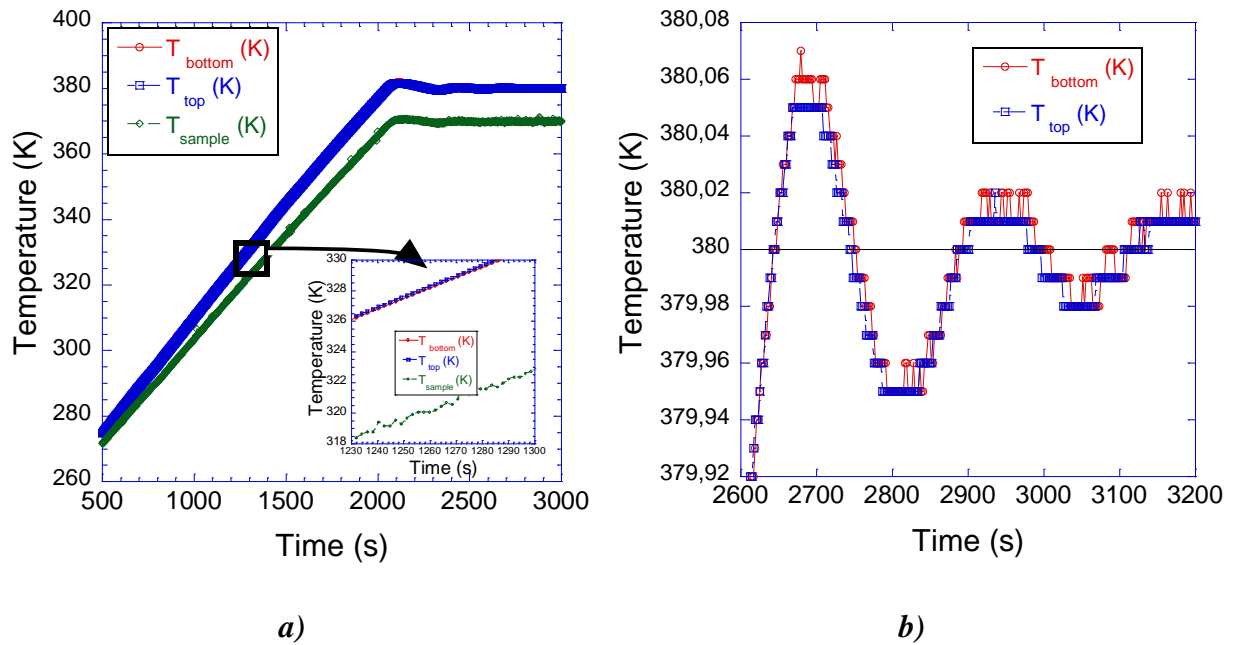 400
380
360
340
320
300
280
260
Temperature (K)
T bottom (K)
T top (K)
T sample (K)
330
328
326
324
322
320
318
Temperature (K)
T bottom (K)
T top (K)
T sample (K)
1230 1240 1250 1260 1270 1280 1290 1300
Time (s)
500 1000 1500 2000 2500 3000
Time (s)
a)
380,08
380,06
380,04
380,02
380
379,98
379,96
379,94
379,92
Temperature (K)
T bottom (K)
T top (K)
2600 2700 2800 2900 3000 3100 3200
Time (s)
b)